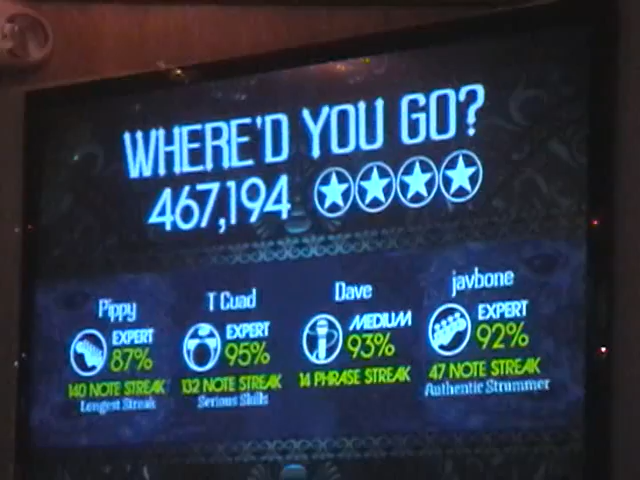 WHERE'D YOU GO?
467,194
Pippy
EXPERT
87%
140 NOTE STREAK
Longest Streak
T Cuad
EXPERT
95%
132 NOTE STREAK
Serious Skills
Dave
MEDIUM
93%
14 PHRASE STREAK
javbone
EXPERT
92%
47 NOTE STREAK
Authentic Strummer